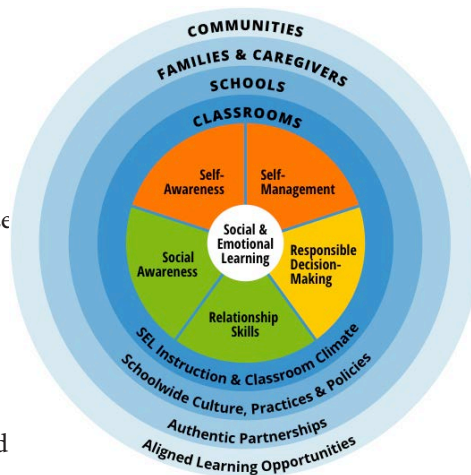 COMMUNITIES
FAMILIES & CAREGIVERS
SCHOOLS
CLASSROOMS
Self-
Awareness
Self-
Management
Social
Awareness
Social &
Emotional
Learning
Responsible
Decision-
Making
Relationship
Skills
SEL Instruction & Classroom Climate
Schoolwide Culture, Practices & Policies
Authentic Partnerships
Aligned Learning Opportunities